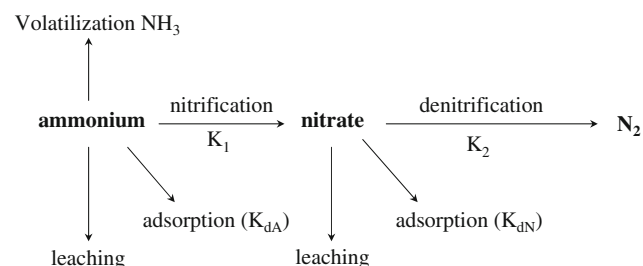 Volatilization NH3
nitrification
denitrification
ammonium
nitrate
N2
K1
K2
adsorption (KdA)
adsorption (KdN)
leaching
leaching